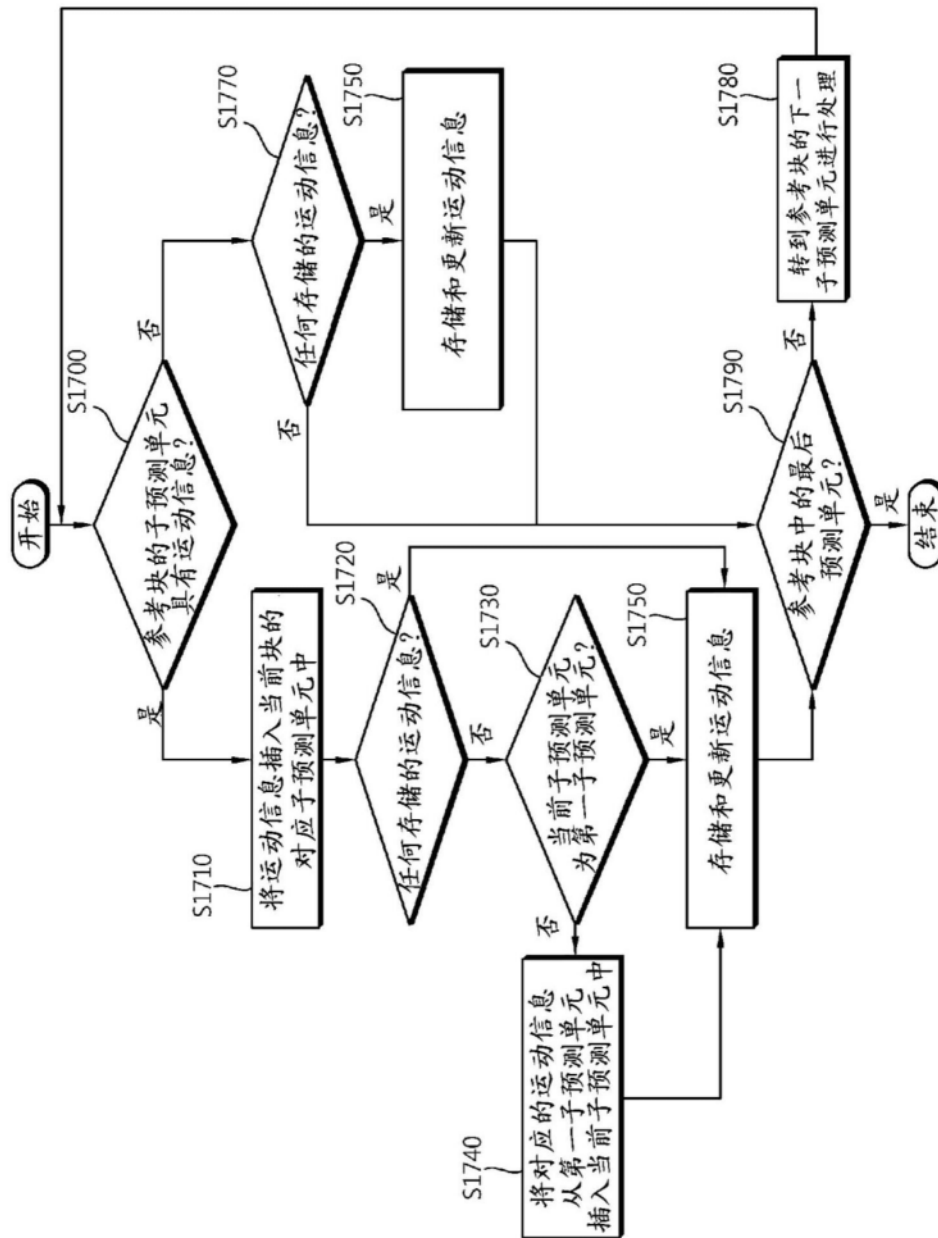 开始
S1700
参考块的子预测单元
具有运动信息?
是
否
S1710
将运动信息插入当前块的
对应子预测单元中
S1770
任何存储的运动信息?
否
是
S1720
任何存储的运动信息?
是
否
S1750
存储和更新运动信息
S1730
当前子预测单元
为第一子预测单元?
否
是
S1740
将对应的运动信息
从第一子预测单元
插入当前子预测单元中
S1750
存储和更新运动信息
S1790
参考块中的最后
预测单元?
否
是
S1780
转到参考块的下一
子预测单元进行处理
结束